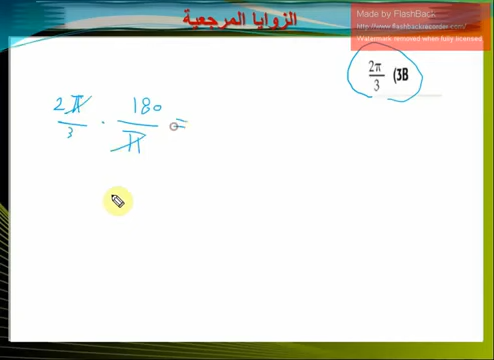 الزوايا المرجعية
Made by FlashBack
http://www.flashbackrecorder.com/
Watermark removed when fully licensed
2π/3 (3B
2π/3 · 180/π =